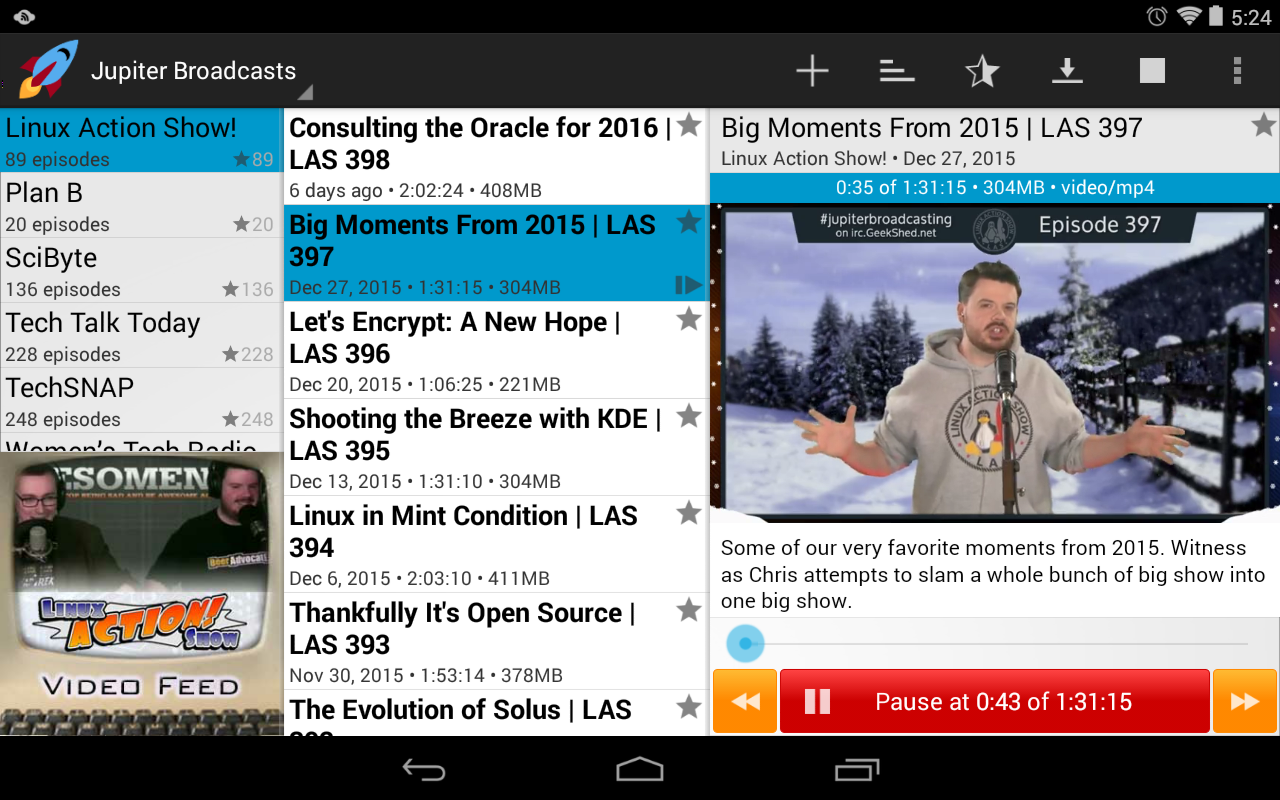 5:24
Jupiter Broadcasts
Linux Action Show!
89 episodes
89
Plan B
20 episodes
20
SciByte
136 episodes
136
Tech Talk Today
228 episodes
228
TechSNAP
248 episodes
248
Women's Tech Radio
ESOMEN
BeerAdvocate
LINUX
ACTION!
SHOW
VIDEO FEED
Consulting the Oracle for 2016 |
LAS 398
6 days ago • 2:02:24 • 408MB
Big Moments From 2015 | LAS
397
Dec 27, 2015 • 1:31:15 • 304MB
Let's Encrypt: A New Hope |
LAS 396
Dec 20, 2015 • 1:06:25 • 221MB
Shooting the Breeze with KDE |
LAS 395
Dec 13, 2015 • 1:31:10 • 304MB
Linux in Mint Condition | LAS
394
Dec 6, 2015 • 2:03:10 • 411MB
Thankfully It's Open Source |
LAS 393
Nov 30, 2015 • 1:53:14 • 378MB
The Evolution of Solus | LAS
Big Moments From 2015 | LAS 397
Linux Action Show! • Dec 27, 2015
0:35 of 1:31:15 • 304MB • video/mp4
#jupiterbroadcasting
on irc.GeekShed.net
Episode 397
LINUX ACTION SHOW
LAS
Some of our very favorite moments from 2015. Witness
as Chris attempts to slam a whole bunch of big show into
one big show.
Pause at 0:43 of 1:31:15